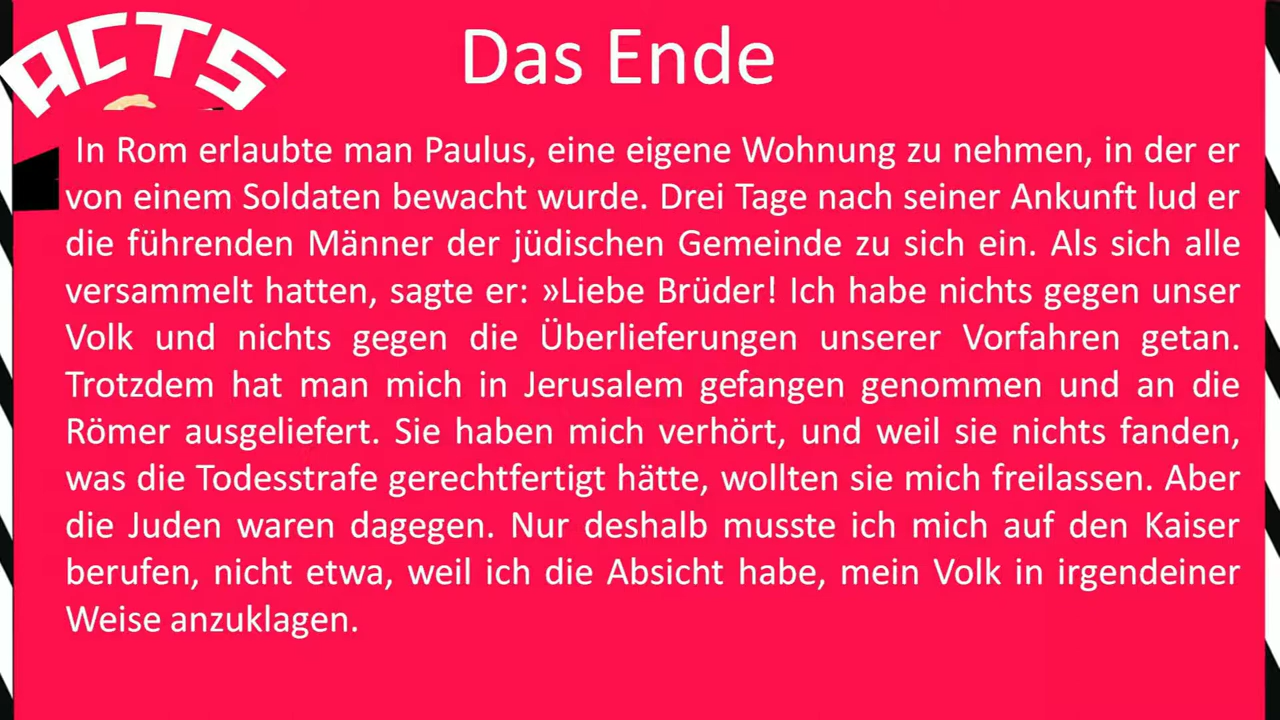 ACTS
Das Ende
In Rom erlaubte man Paulus, eine eigene Wohnung zu nehmen, in der er
von einem Soldaten bewacht wurde. Drei Tage nach seiner Ankunft lud er
die führenden Männer der jüdischen Gemeinde zu sich ein. Als sich alle
versammelt hatten, sagte er: »Liebe Brüder! Ich habe nichts gegen unser
Volk und nichts gegen die Überlieferungen unserer Vorfahren getan.
Trotzdem hat man mich in Jerusalem gefangen genommen und an die
Römer ausgeliefert. Sie haben mich verhört, und weil sie nichts fanden,
was die Todesstrafe gerechtfertigt hätte, wollten sie mich freilassen. Aber
die Juden waren dagegen. Nur deshalb musste ich mich auf den Kaiser
berufen, nicht etwa, weil ich die Absicht habe, mein Volk in irgendeiner
Weise anzuklagen.